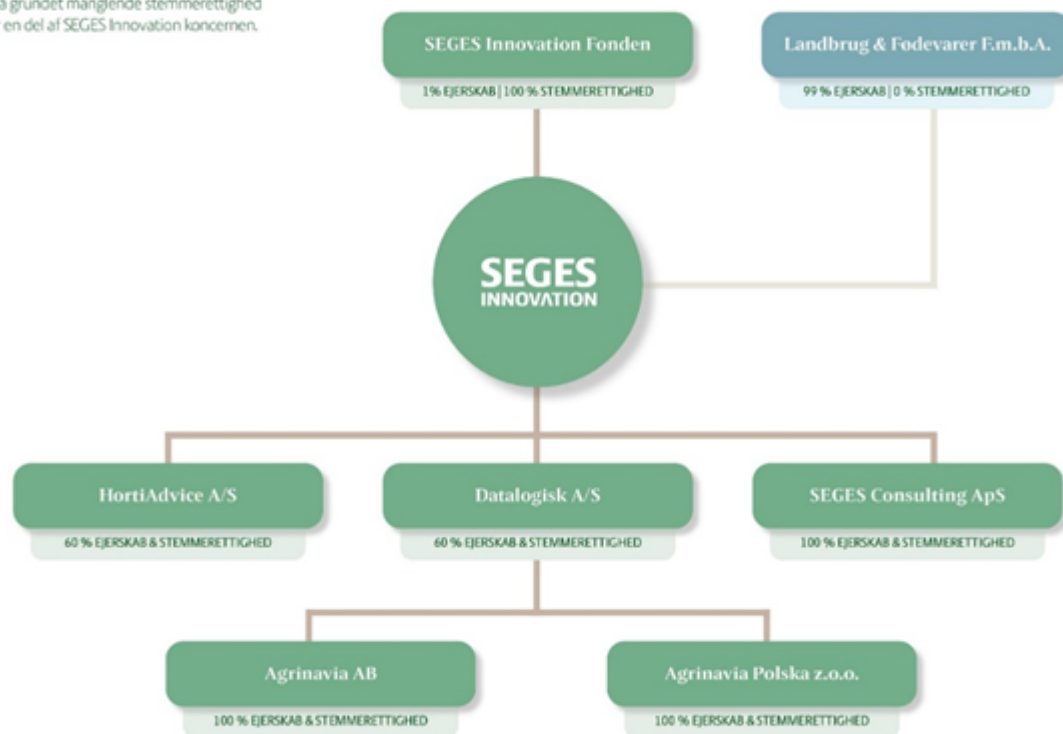 grundet manglende stemmerettighed
en del af SEGES Innovation koncernen.
SEGES Innovation Fonden
1% EJERSKAB | 100 % STEMMERETTIGHED
Landbrug & Fødevarer F.m.b.A.
99 % EJERSKAB | 0 % STEMMERETTIGHED
SEGES
INNOVATION
HortiAdvice A/S
60 % EJERSKAB & STEMMERETTIGHED
Datalogisk A/S
60 % EJERSKAB & STEMMERETTIGHED
SEGES Consulting ApS
100 % EJERSKAB & STEMMERETTIGHED
Agrinavia AB
100 % EJERSKAB & STEMMERETTIGHED
Agrinavia Polska z.o.o.
100 % EJERSKAB & STEMMERETTIGHED